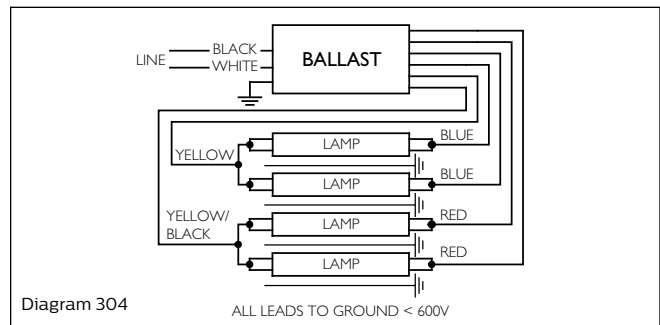 BLACK
LINE
WHITE
BALLAST
LAMP
BLUE
YELLOW
LAMP
BLUE
YELLOW/
BLACK
LAMP
RED
LAMP
RED
Diagram 304
ALL LEADS TO GROUND < 600V